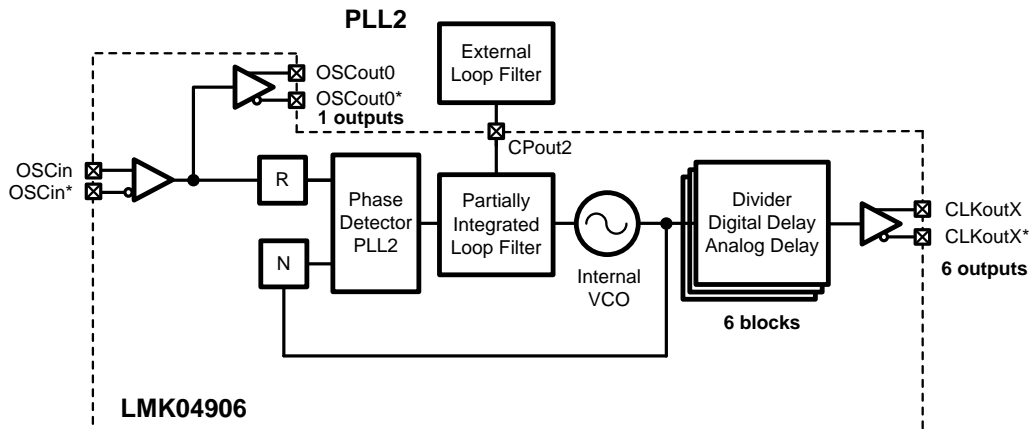 PLL2
External
Loop Filter
OSCout0
OSCout0*
1 outputs
CPout2
OSCin
OSCin*
R
Phase
Detector
PLL2
Partially
Integrated
Loop Filter
Divider
Digital Delay
Analog Delay
CLKoutX
CLKoutX*
6 outputs
N
Internal
VCO
6 blocks
LMK04906